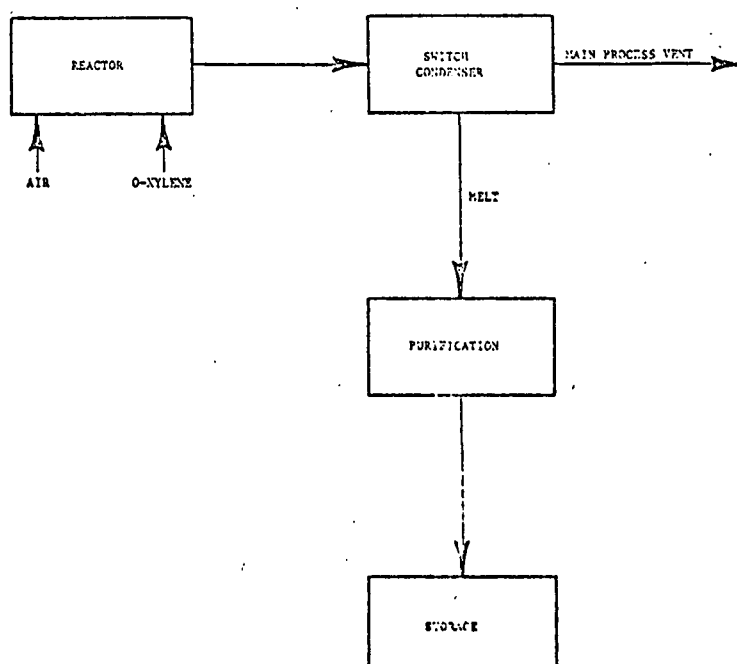 REACTOR
SWITCH
CONDENSER
MAIN PROCESS VENT
AIR
O-XYLENE
MELT
PURIFICATION
STORAGE